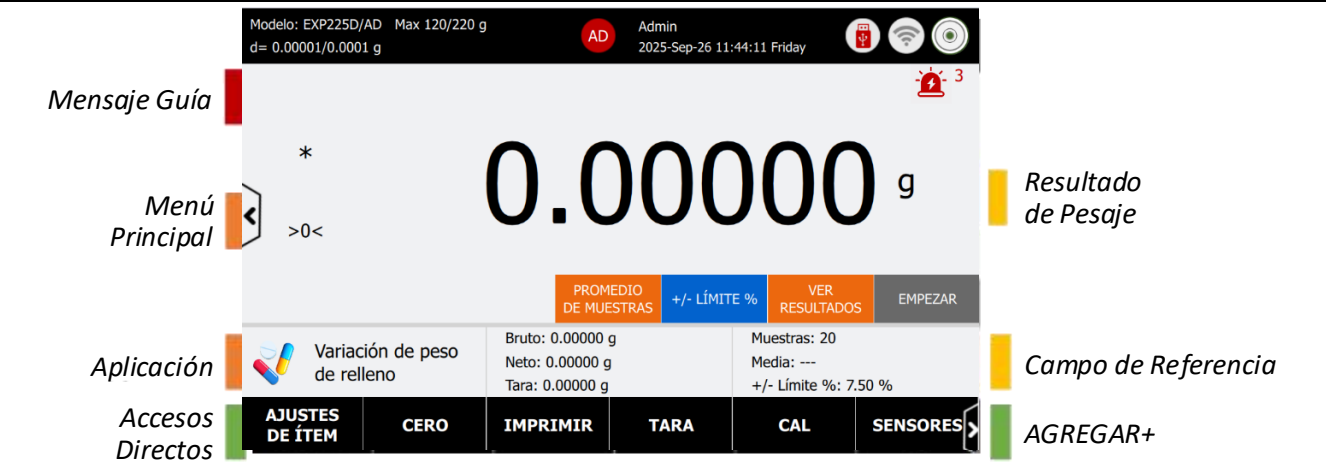 Modelo: EXP225D/AD Max 120/220 g
d= 0.00001/0.0001 g
AD
Admin
2025-Sep-26 11:44:11 Friday
3
Mensaje Guía
*
0.00000 g
Resultado
de Pesaje
Menú
Principal
>0<
PROMEDIO
DE MUESTRAS
+/- LÍMITE %
VER
RESULTADOS
EMPEZAR
Aplicación
Variación de peso
de relleno
Bruto: 0.00000 g
Neto: 0.00000 g
Tara: 0.00000 g
Muestras: 20
Media: ---
+/- Límite %: 7.50 %
Campo de Referencia
Accesos
Directos
AJUSTES
DE ÍTEM
CERO
IMPRIMIR
TARA
CAL
SENSORES
AGREGAR+